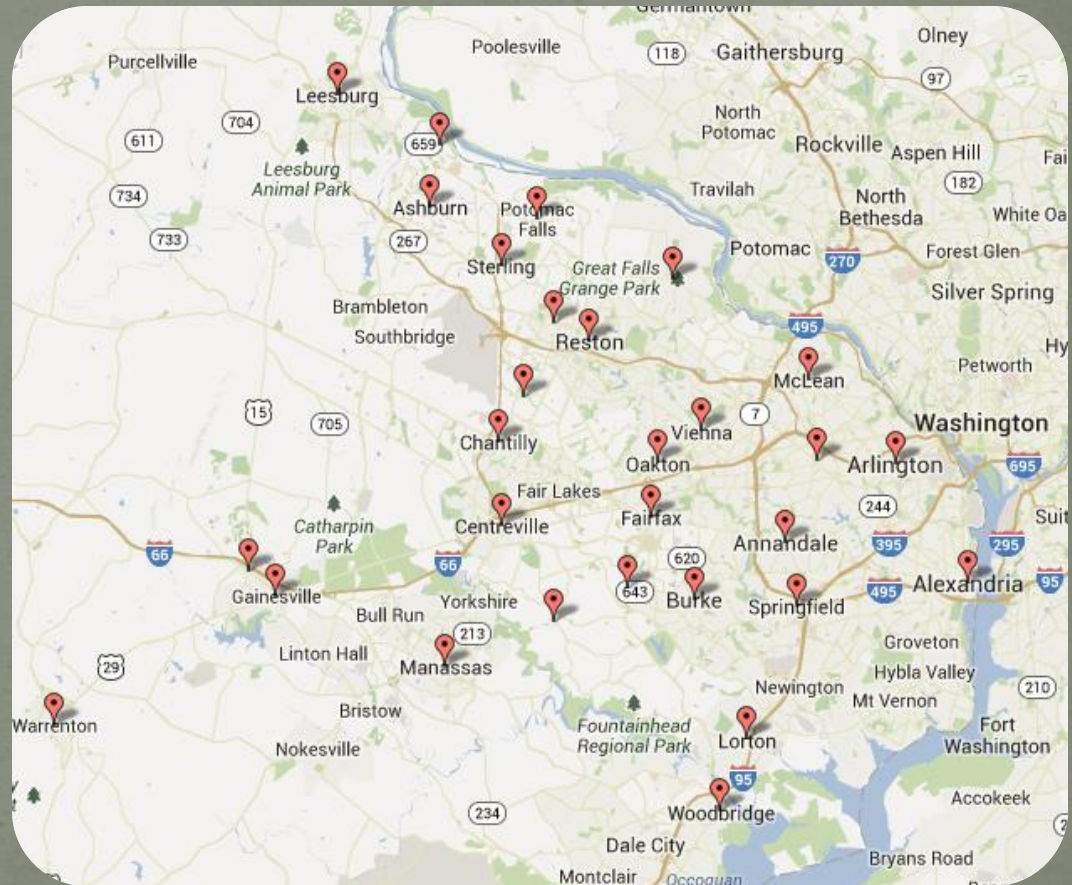 Germantown
Olney
Poolesville
118
Gaithersburg
Purcellville
97
Leesburg
North
Potomac
704
611
659
Rockville
Aspen Hill
Leesburg
Animal Park
182
734
Travilah
North
Bethesda
Ashburn
Potomac
Falls
White Oa
733
267
Potomac
Forest Glen
270
Sterling
Great Falls
Grange Park
Silver Spring
Brambleton
495
Southbridge
Reston
Hy
Petworth
McLean
15
705
7
Washington
Vienna
Chantilly
Oakton
Arlington
695
Fair Lakes
244
Centreville
Fairfax
Suit
Catharpin
Park
Annandale
395
295
66
66
620
Alexandria
95
Gainesville
643
Burke
Springfield
495
Yorkshire
Bull Run
213
Groveton
Linton Hall
Manassas
Hybla Valley
29
Newington
Mt Vernon
210
Bristow
Warrenton
Fountainhead
Regional Park
Lorton
Fort
Washington
Nokesville
95
Accokeek
234
Woodbridge
Dale City
Bryans Road
Montclair
Occoquan